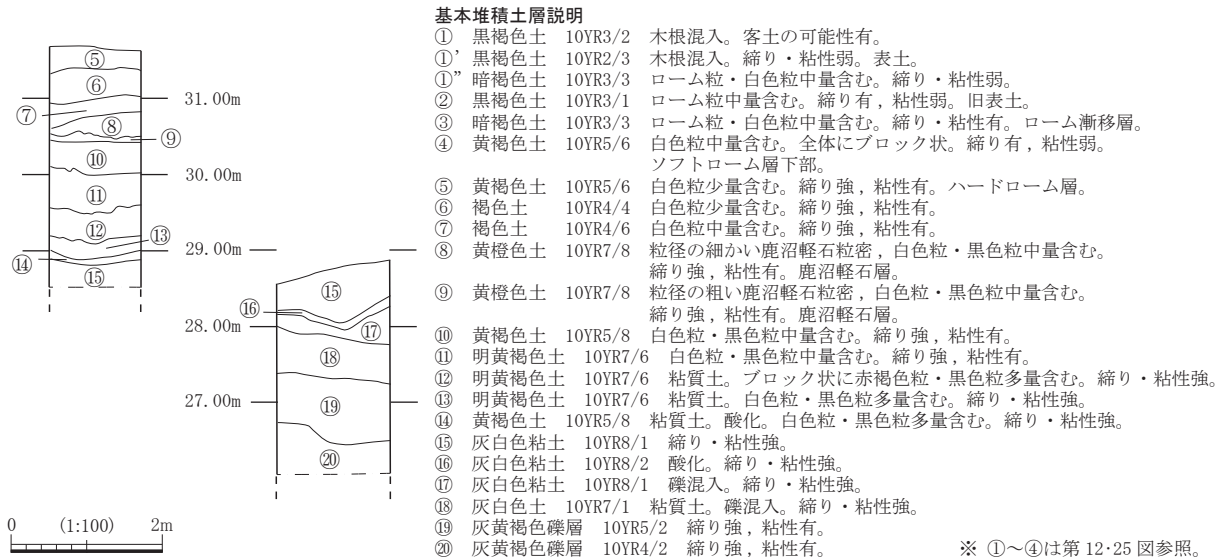 基本堆積土層説明
① 黒褐色土 10YR3/2 木根混入。客土の可能性有。
①’ 黒褐色土 10YR2/3 木根混入。締り・粘性弱。表土。
①” 暗褐色土 10YR3/3 ローム粒・白色粒中量含む。締り・粘性弱。
② 黒褐色土 10YR3/1 ローム粒中量含む。締り有,粘性弱。旧表土。
③ 暗褐色土 10YR3/3 ローム粒・白色粒中量含む。締り・粘性有。ローム漸移層。
④ 黄褐色土 10YR5/6 白色粒中量含む。全体にブロック状。締り有,粘性弱。
ソフトローム層下部。
⑤ 黄褐色土 10YR5/6 白色粒少量含む。締り強,粘性有。ハードローム層。
⑥ 褐色土 10YR4/4 白色粒少量含む。締り強,粘性有。
⑦ 褐色土 10YR4/6 白色粒中量含む。締り強,粘性有。
⑧ 黄橙色土 10YR7/8 粒径の細かい鹿沼軽石粒密,白色粒・黒色粒中量含む。
締り強,粘性有。鹿沼軽石層。
⑨ 黄橙色土 10YR7/8 粒径の粗い鹿沼軽石粒密,白色粒・黒色粒中量含む。
締り強,粘性有。鹿沼軽石層。
⑩ 黄褐色土 10YR5/8 白色粒・黒色粒中量含む。締り強,粘性有。
⑪ 明黄褐色土 10YR7/6 白色粒・黒色粒中量含む。締り強,粘性有。
⑫ 明黄褐色土 10YR7/6 粘質土。ブロック状に赤褐色粒・黒色粒多量含む。締り・粘性強。
⑬ 明黄褐色土 10YR7/6 粘質土。白色粒・黒色粒多量含む。締り・粘性強。
⑭ 黄褐色土 10YR5/8 粘質土。酸化。白色粒・黒色粒多量含む。締り・粘性強。
⑮ 灰白色粘土 10YR8/1 締り・粘性強。
⑯ 灰白色粘土 10YR8/2 酸化。締り・粘性強。
⑰ 灰白色粘土 10YR8/1 礫混入。締り・粘性強。
⑱ 灰白色土 10YR7/1 粘質土。礫混入。締り・粘性強。
⑲ 灰黄褐色礫層 10YR5/2 締り強,粘性有。
⑳ 灰黄褐色礫層 10YR4/2 締り強,粘性有。
※ ①～④は第 12･25 図参照。
⑤
⑥
31.00m
⑦
⑧
⑨
⑩
30.00m
⑪
⑫
⑬
29.00m
⑭
⑮
⑮
⑯
28.00m
⑰
⑱
27.00m
⑲
⑳
0 (1:100) 2m